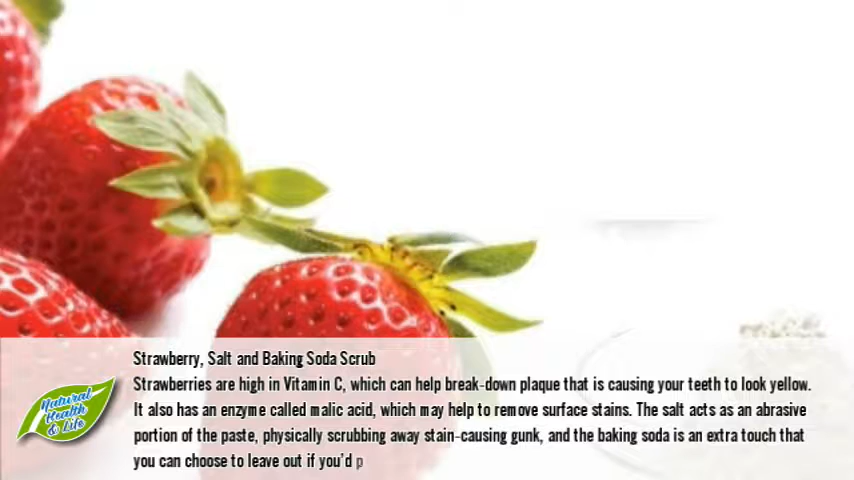 Strawberry, Salt and Baking Soda Scrub
Strawberries are high in Vitamin C, which can help break-down plaque that is causing your teeth to look yellow.
It also has an enzyme called malic acid, which may help to remove surface stains. The salt acts as an abrasive
portion of the paste, physically scrubbing away stain-causing gunk, and the baking soda is an extra touch that
you can choose to leave out if you'd p
Natural
Health
& Life